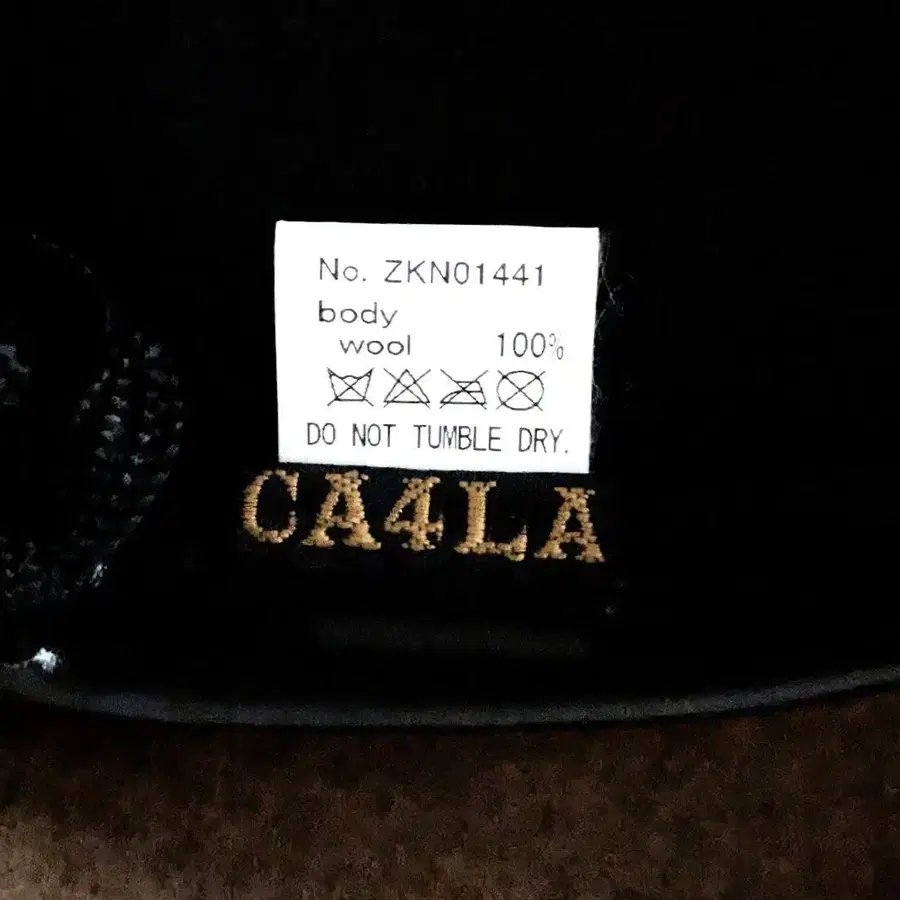 No. ZKN01441
body
wool 100%
DO NOT TUMBLE DRY.
CA4LA